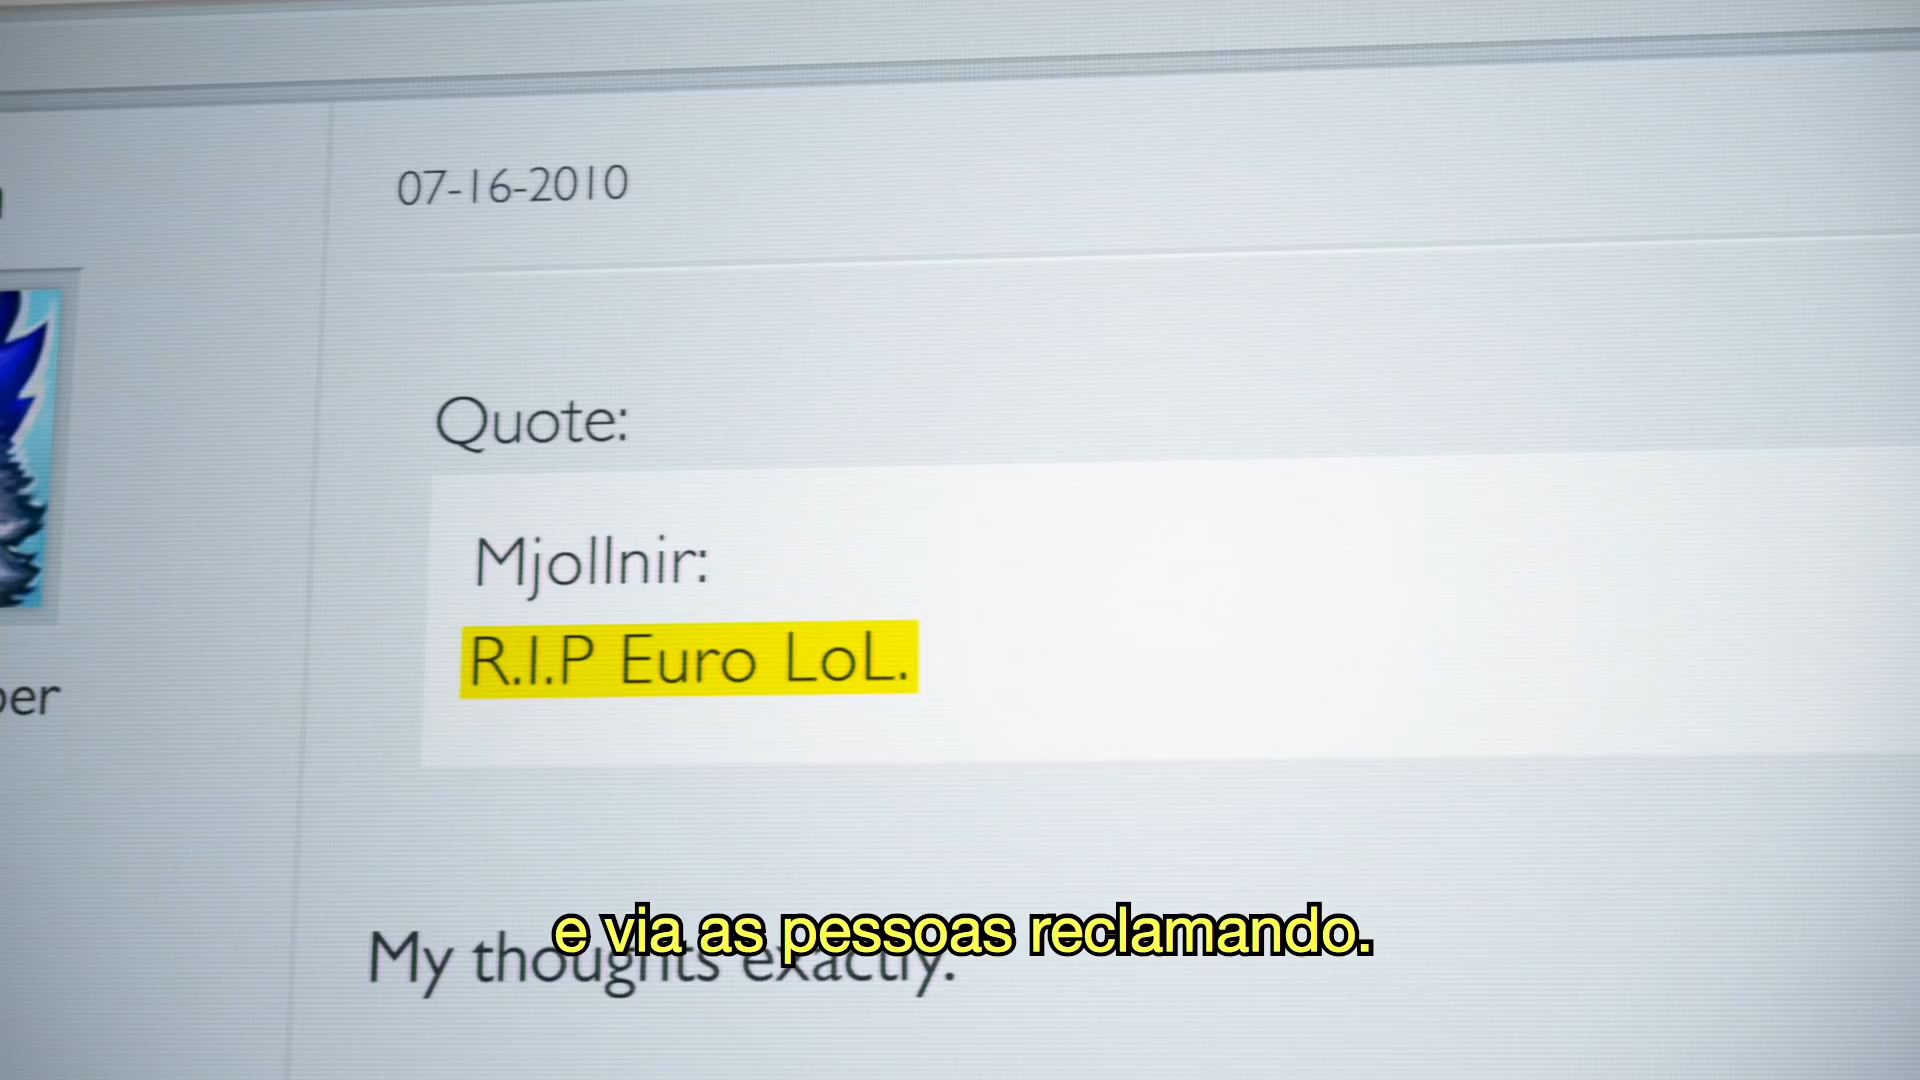 07-16-2010
Quote:
Mjollnir:
R.I.P Euro LoL.
e via as pessoas reclamando.
My thoughts exactly.